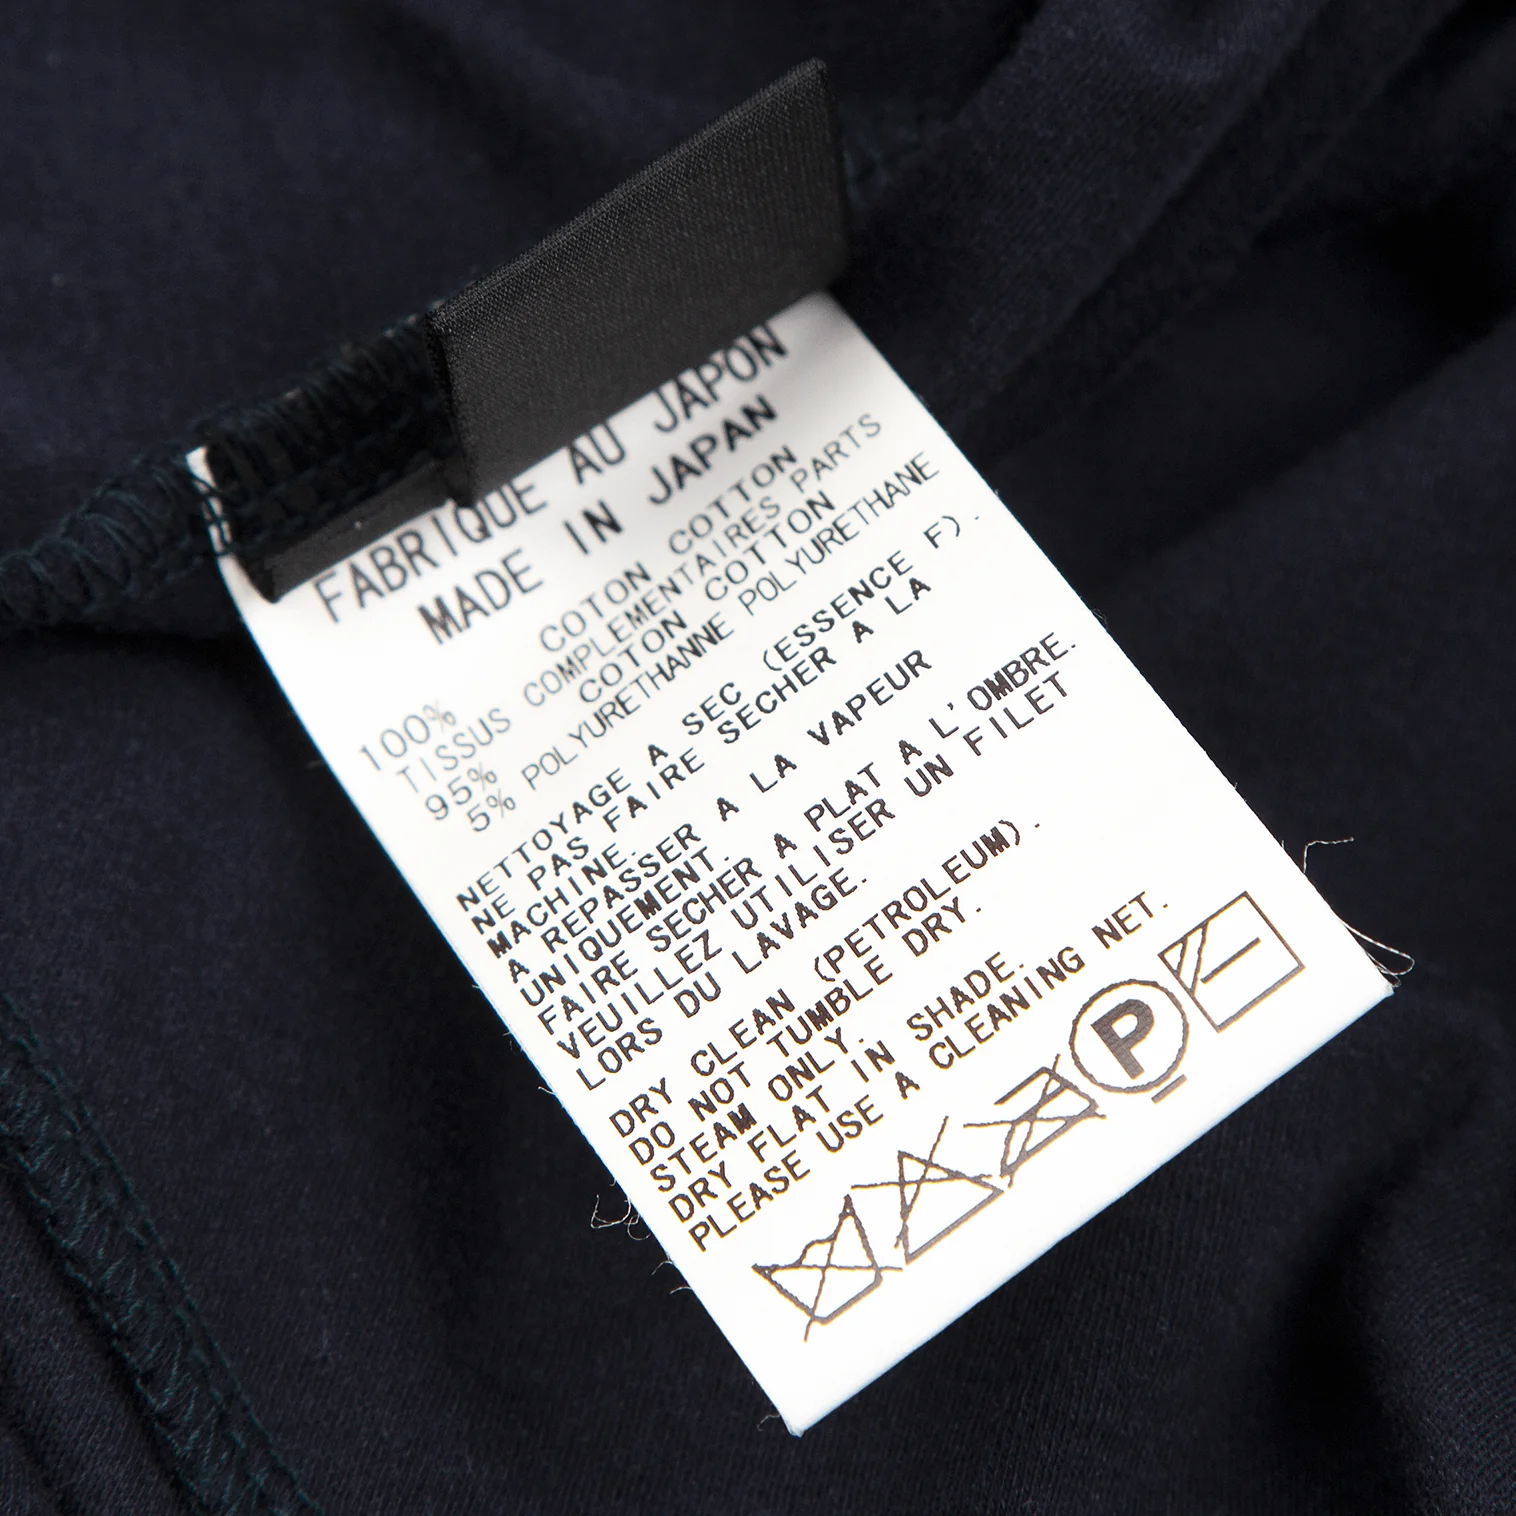 FABRIQUE AU JAPON
MADE IN JAPAN
100% COTON COTTON
TISSUS COMPLEMENTAIRES PARTS
95% COTON COTTON
5% POLYURETHANNE POLYURETHANE
NETTOYAGE A SEC (ESSENCE F).
NE PAS FAIRE SECHER A LA
MACHINE.
A REPASSER A LA VAPEUR
UNIQUEMENT.
FAIRE SECHER A PLAT A L'OMBRE.
VEUILLEZ UTILISER UN FILET
LORS DU LAVAGE.
DRY CLEAN (PETROLEUM).
DO NOT TUMBLE DRY.
STEAM ONLY.
DRY FLAT IN SHADE.
PLEASE USE A CLEANING NET.
P